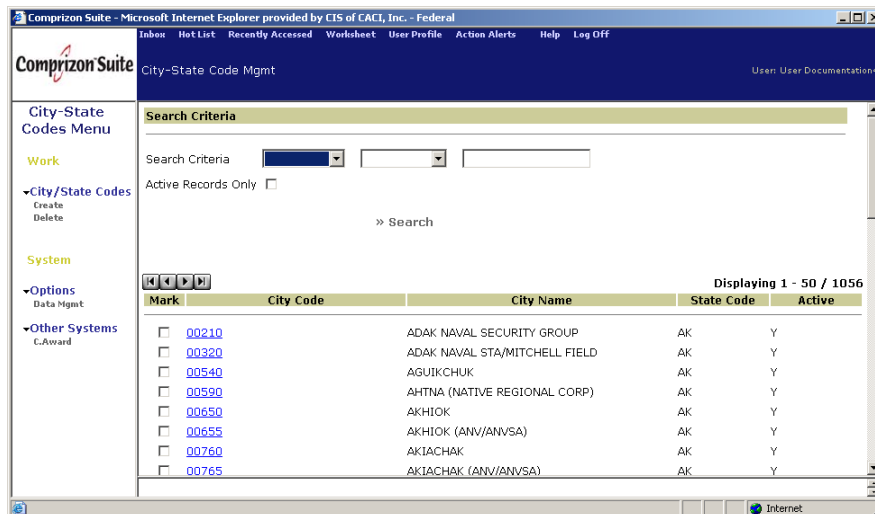 Comprizon Suite - Microsoft Internet Explorer provided by CIS of CACI, Inc. - Federal
Inbox Hot List Recently Accessed Worksheet User Profile Action Alerts Help Log Off
Comprizon Suite
City-State Code Mgmt
User: User Documentation
City-State
Codes Menu
Work
City/State Codes
Create
Delete
System
Options
Data Mgmt
Other Systems
C.Award
Search Criteria
Search Criteria
Active Records Only
» Search
Displaying 1 - 50 / 1056
Mark City Code City Name State Code Active
00210 ADAK NAVAL SECURITY GROUP AK Y
00320 ADAK NAVAL STA/MITCHELL FIELD AK Y
00540 AGUIKCHUK AK Y
00590 AHTNA (NATIVE REGIONAL CORP) AK Y
00650 AKHIOK AK Y
00655 AKHIOK (ANV/ANVSA) AK Y
00760 AKIACHAK AK Y
00765 AKIACHAK (ANV/ANVSA) AK Y
Internet